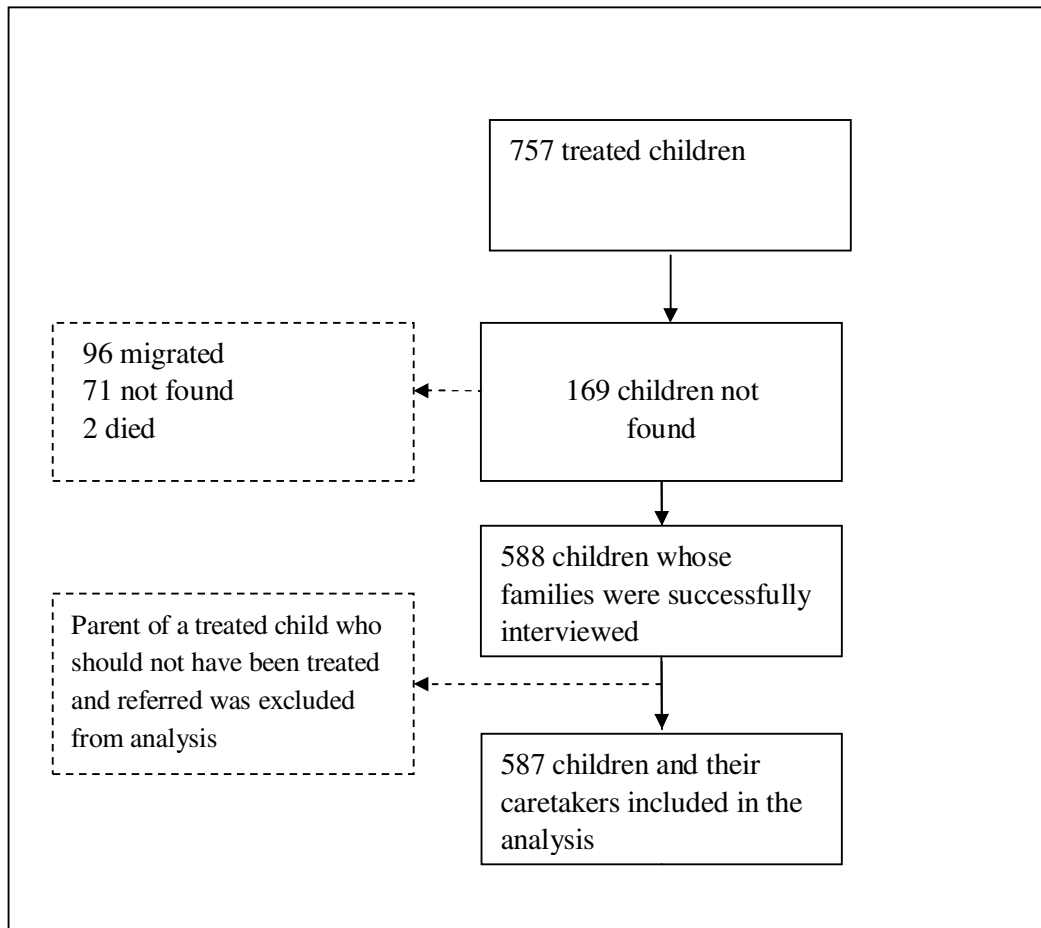 757 treated children
96 migrated
71 not found
2 died
169 children not
found
588 children whose
families were successfully
interviewed
Parent of a treated child who
should not have been treated
and referred was excluded
from analysis
587 children and their
caretakers included in the
analysis